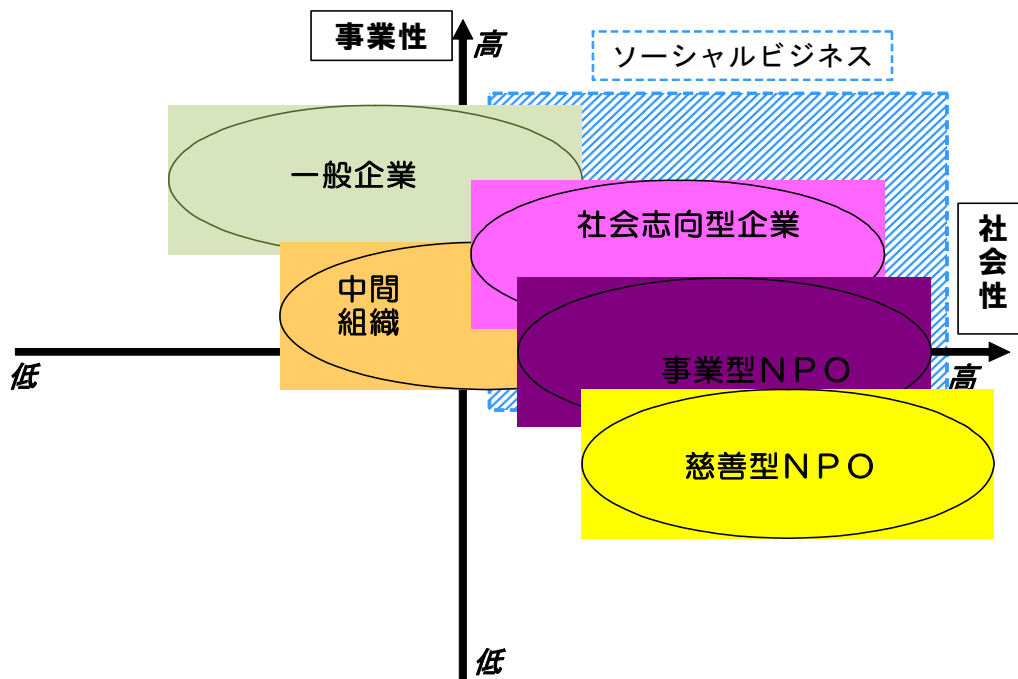 事業性
高
ソーシャルビジネス
一般企業
社会志向型企業
社会性
中間
組織
低
事業型ＮＰＯ
高
慈善型ＮＰＯ
低